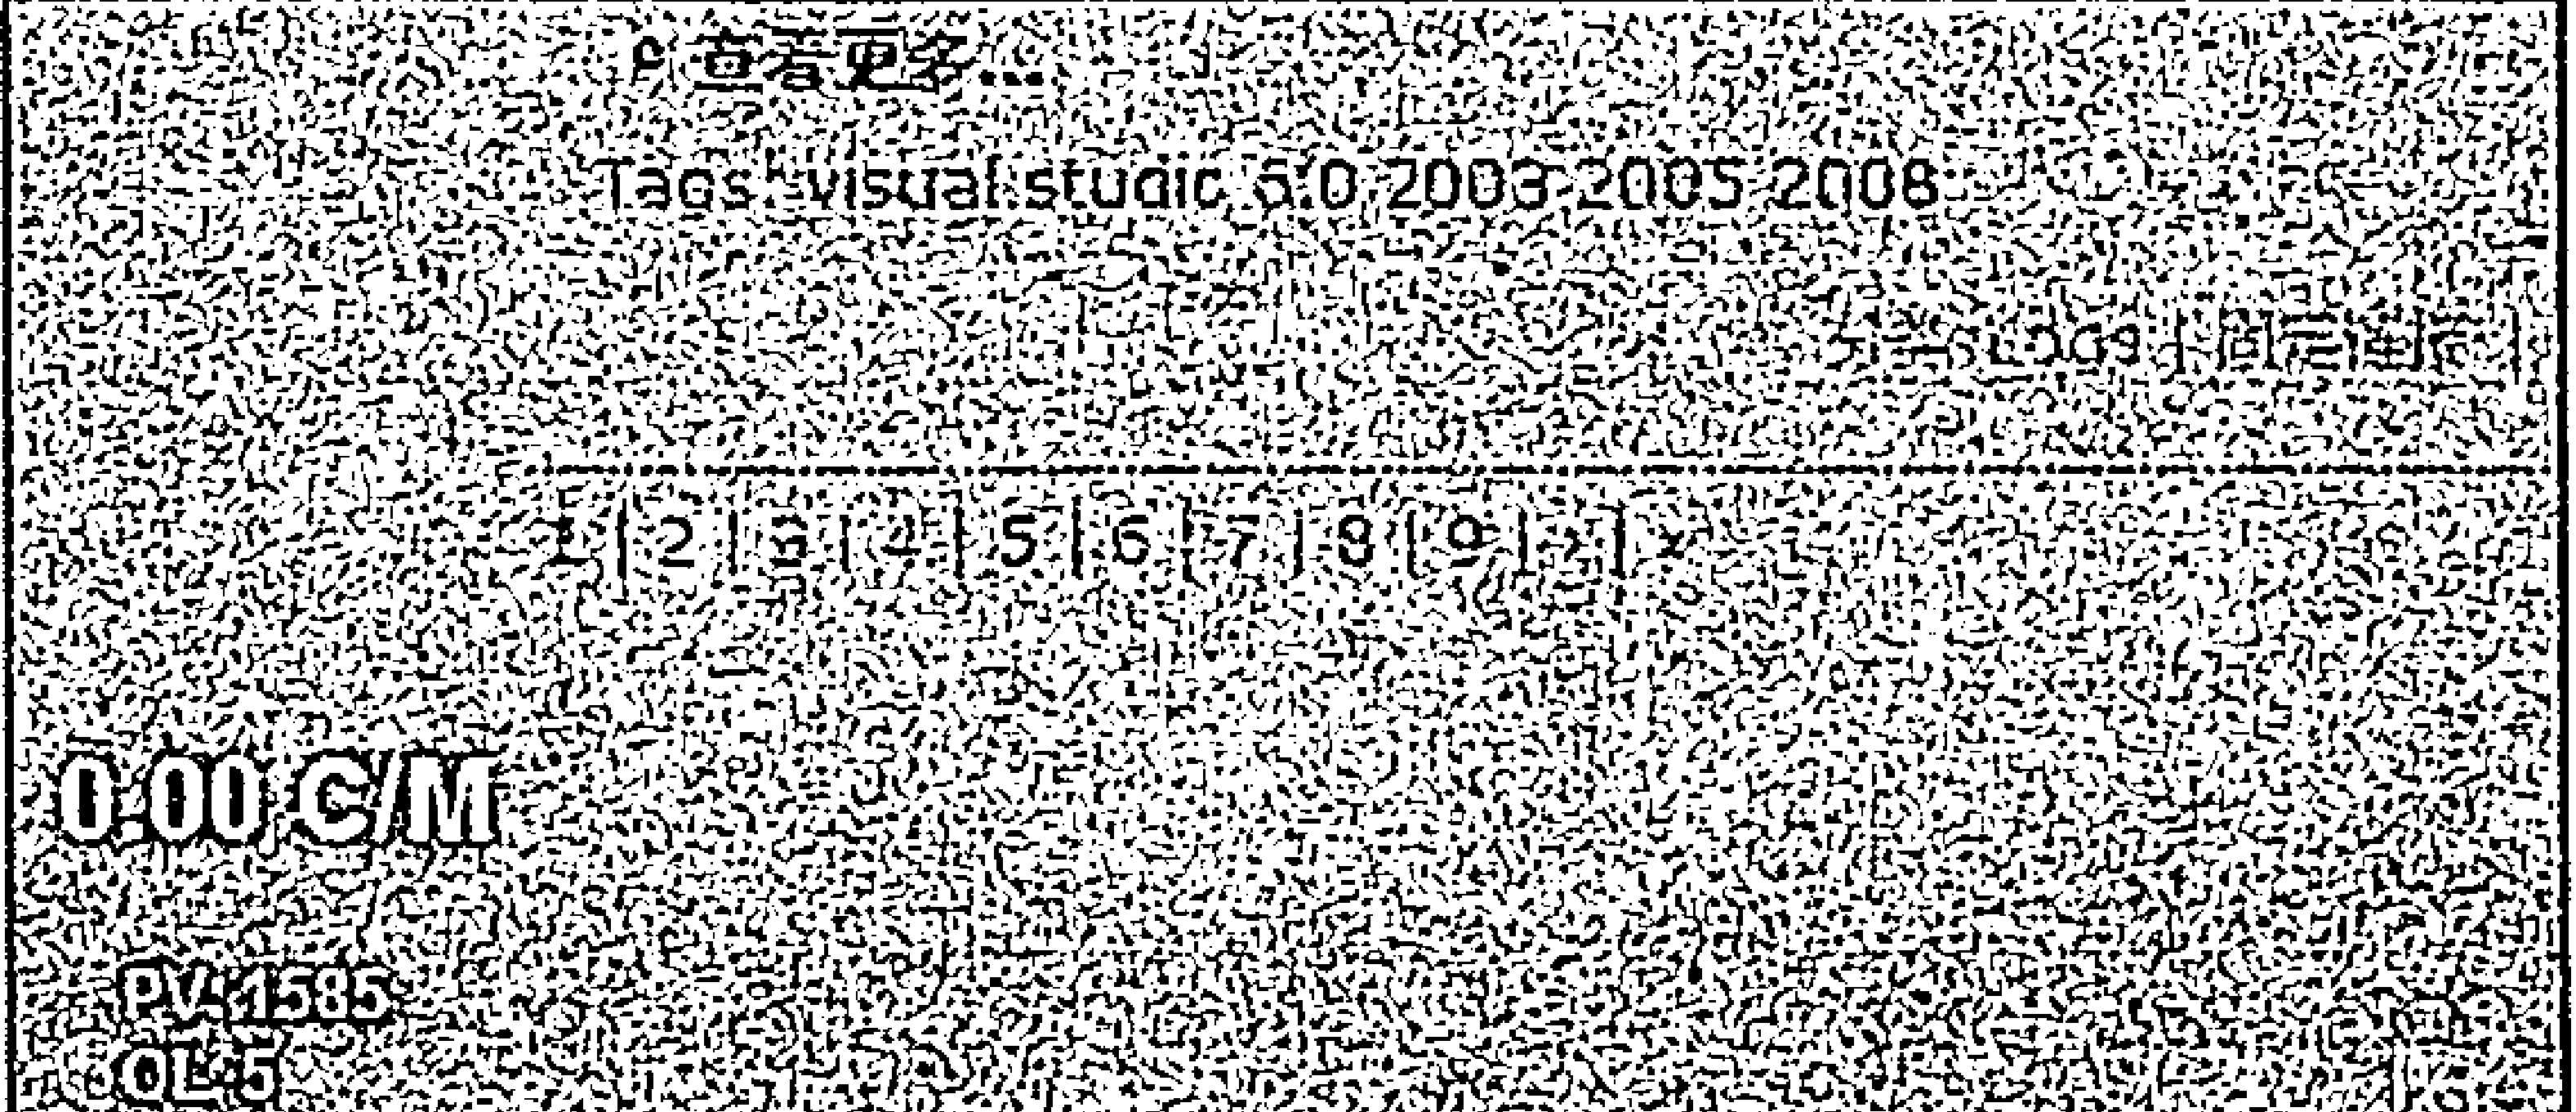 查看更多...
Tags: visual studio 6.0 2003 2005 2008
1 | 2 | 3 | 4 | 5 | 6 | 7 | 8 | 9 | > | »
0.00 C/M
PV:1585
OL:5